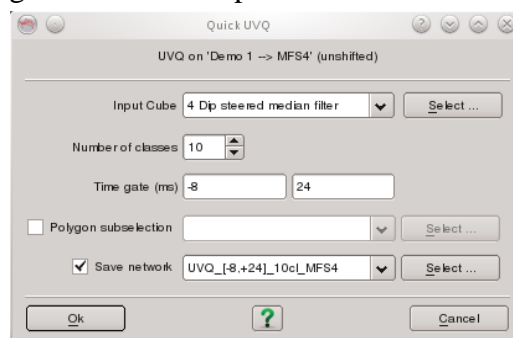 Quick UVQ
UVQ on 'Demo 1 --> MFS4' (unshifted)
Input Cube 4 Dip steered median filter Select ...
Number of classes 10
Time gate (ms) -8 24
Polygon subselection Select ...
Save network UVQ_[-8,+24]_10cl_MFS4 Select ...
Ok ? Cancel